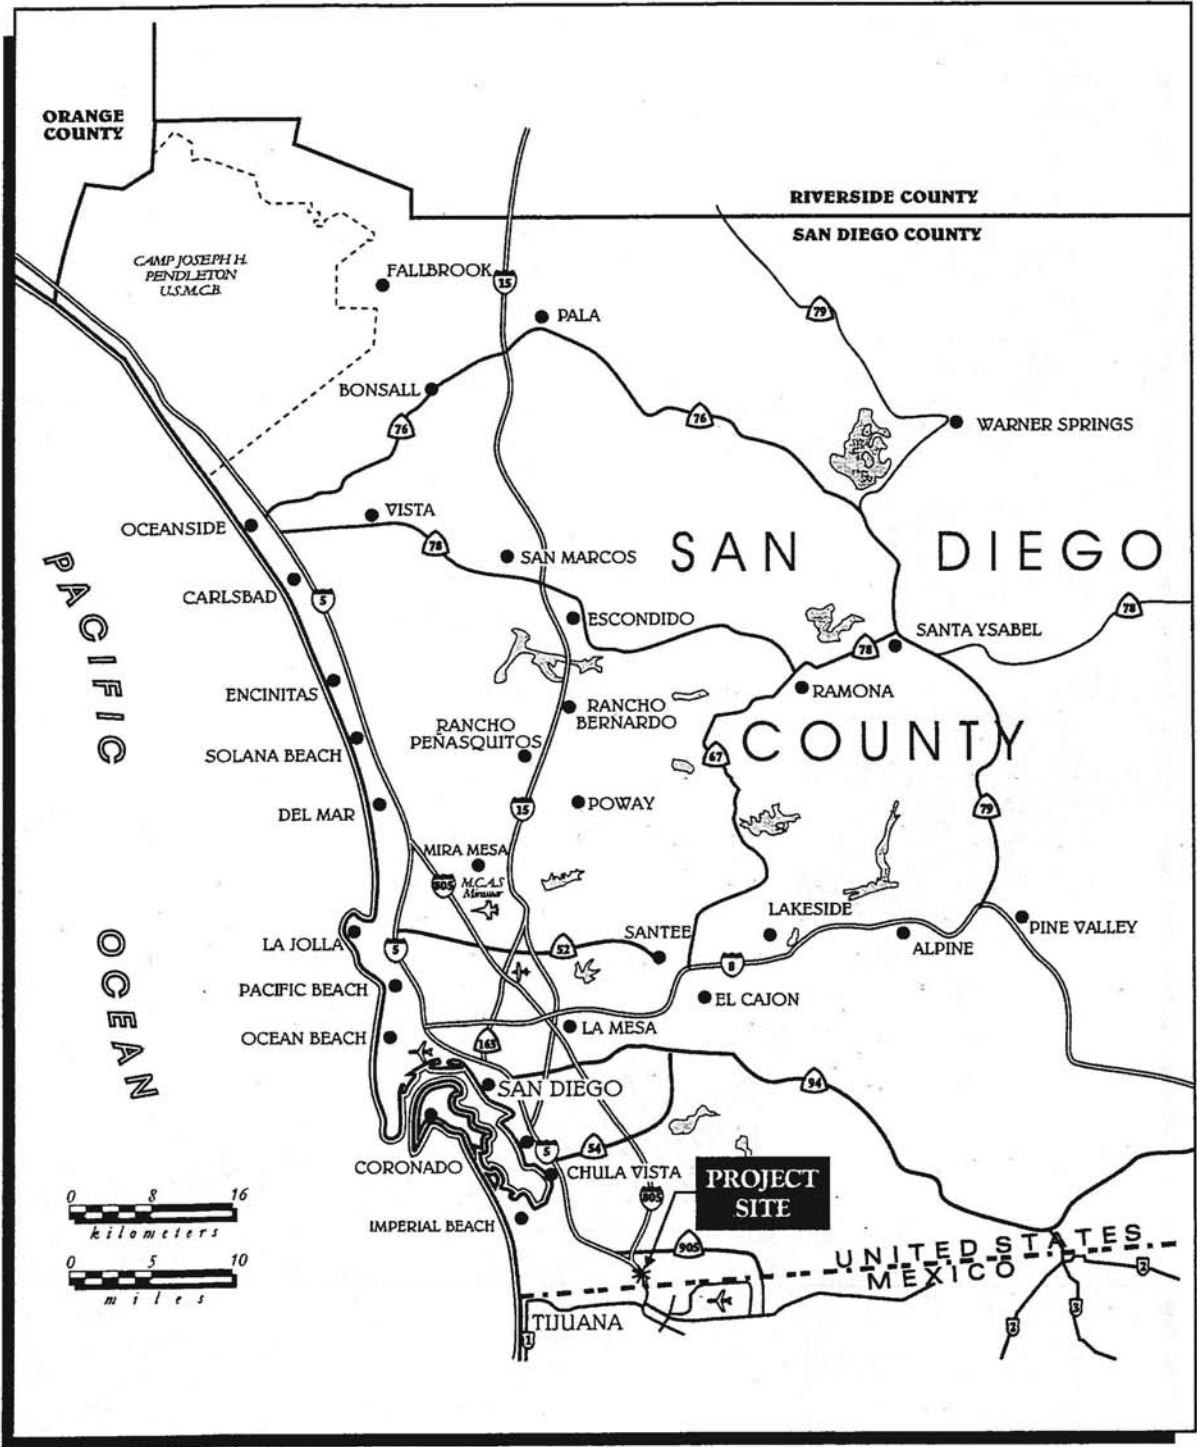 ORANGE
COUNTY
RIVERSIDE COUNTY
SAN DIEGO COUNTY
CAMP JOSEPH H.
PENDLETON
U.S.M.C.B.
FALLBROOK
15
PALA
79
BONSALL
76
76
WARNER SPRINGS
OCEANSIDE
VISTA
78
SAN MARCOS
SAN DIEGO
COUNTY
CARLSBAD
5
ESCONDIDO
78
SANTA YSABEL
78
ENCINITAS
RAMONA
RANCHO
BERNARDO
RANCHO
PEÑASQUITOS
SOLANA BEACH
67
DEL MAR
15
POWAY
79
MIRA MESA
805
M.C.A.S
Miramar
LAKESIDE
LA JOLLA
5
52
SANTEE
8
ALPINE
PINE VALLEY
PACIFIC BEACH
EL CAJON
OCEAN BEACH
163
LA MESA
SAN DIEGO
94
CORONADO
5
54
CHULA VISTA
805
PROJECT
SITE
IMPERIAL BEACH
905
UNITED STATES
MEXICO
2
TIJUANA
1
2
3
PACIFIC
OCEAN
0 8 16
kilometers
0 5 10
miles